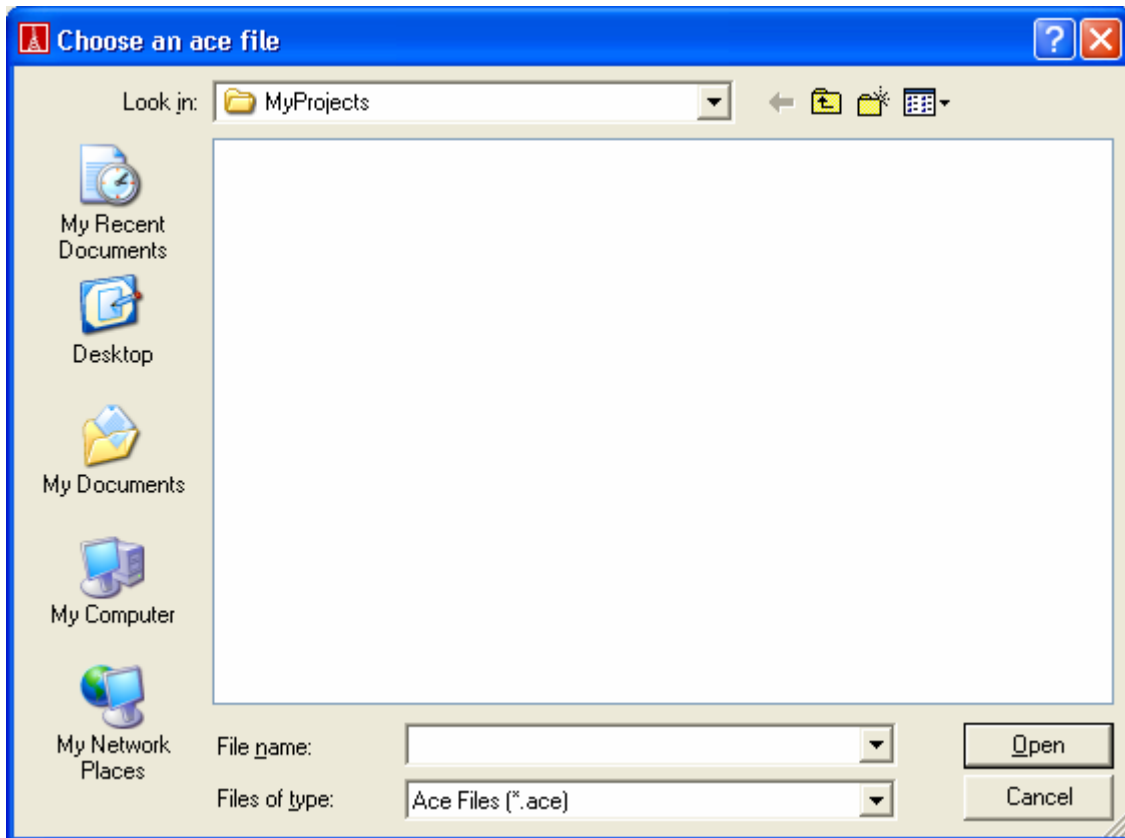 Choose an ace file
Look in: MyProjects
My Recent
Documents
Desktop
My Documents
My Computer
My Network
Places
File name:
Open
Files of type: Ace Files (*.ace)
Cancel